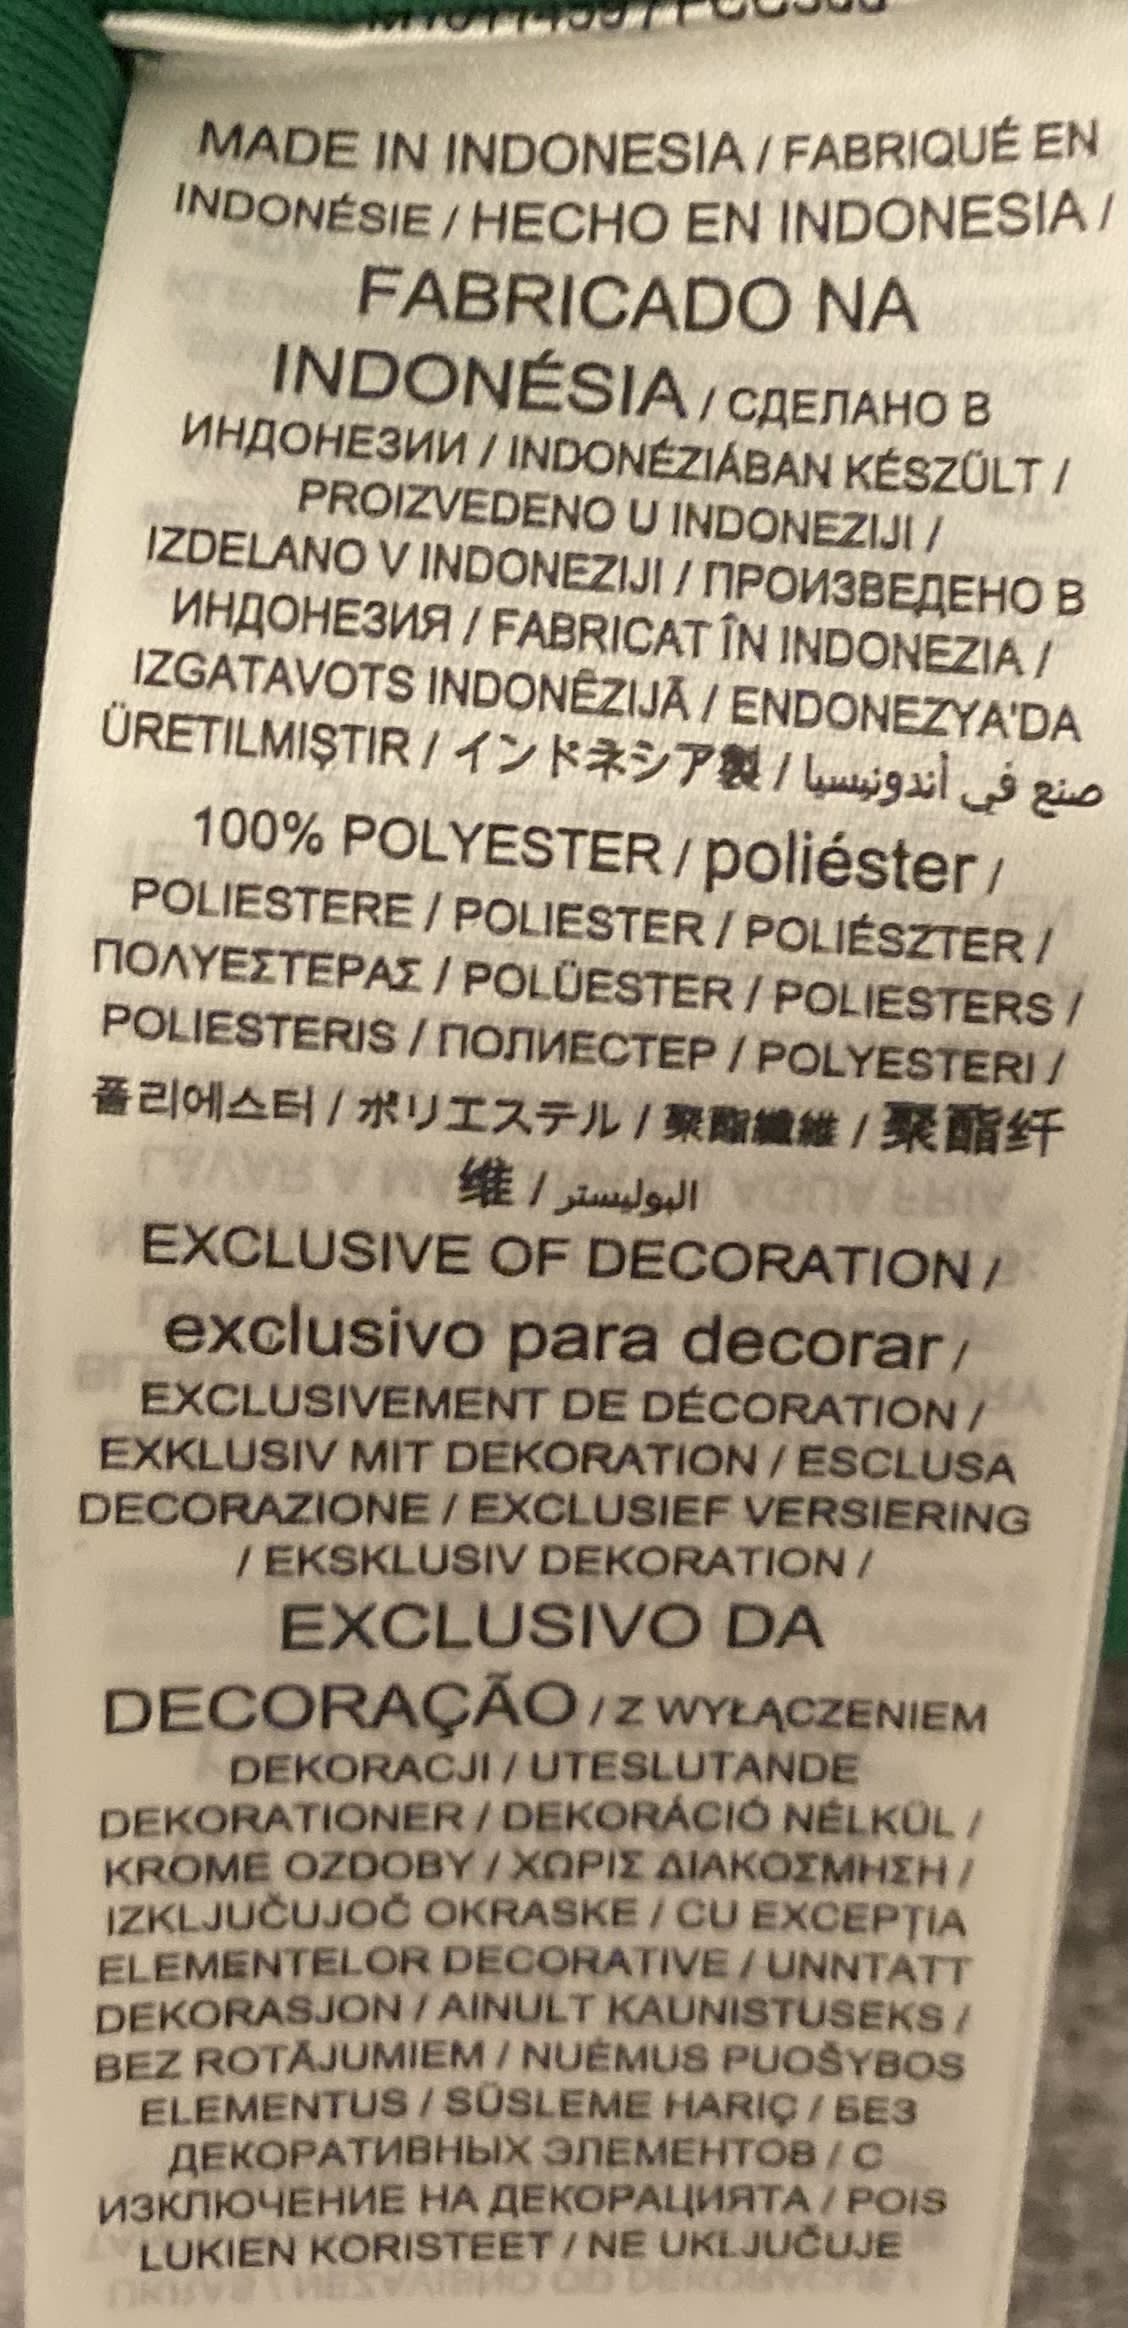 MADE IN INDONESIA / FABRIQUÉ EN
INDONÉSIE / HECHO EN INDONESIA /
FABRICADO NA
INDONÉSIA / СДЕЛАНО В
ИНДОНЕЗИИ / INDONÉZIÁBAN KÉSZÜLT /
PROIZVEDENO U INDONEZIJI /
IZDELANO V INDONEZIJI / ПРОИЗВЕДЕНО В
ИНДОНЕЗИЯ / FABRICAT ÎN INDONEZIA /
IZGATAVOTS INDONÊZIJĀ / ENDONEZYA'DA
ÜRETILMIŞTIR / インドネシア製 / صنع في أندونيسيا
100% POLYESTER / poliéster /
POLIESTERE / POLIESTER / POLIÉSZTER /
ΠΟΛΥΕΣΤΕΡΑΣ / POLÜESTER / POLIESTERS /
POLIESTERIS / ПОЛИЕСТЕР / POLYESTERI /
폴리에스터 / ポリエステル / 聚酯纖維 / 聚酯纤
维 / البوليستر
EXCLUSIVE OF DECORATION /
exclusivo para decorar /
EXCLUSIVEMENT DE DÉCORATION /
EXKLUSIV MIT DEKORATION / ESCLUSA
DECORAZIONE / EXCLUSIEF VERSIERING
/ EKSKLUSIV DEKORATION /
EXCLUSIVO DA
DECORAÇÃO / Z WYŁĄCZENIEM
DEKORACJI / UTESLUTANDE
DEKORATIONER / DEKORÁCIÓ NÉLKÜL /
KROME OZDOBY / ΧΩΡΙΣ ΔΙΑΚΟΣΜΗΣΗ /
IZKLJUČUJOČ OKRASKE / CU EXCEPȚIA
ELEMENTELOR DECORATIVE / UNNTATT
DEKORASJON / AINULT KAUNISTUSEKS /
BEZ ROTĀJUMIEM / NUĖMUS PUOŠYBOS
ELEMENTUS / SÜSLEME HARIÇ / БЕЗ
ДЕКОРАТИВНЫХ ЭЛЕМЕНТОВ / С
ИЗКЛЮЧЕНИЕ НА ДЕКОРАЦИЯТА / POIS
LUKIEN KORISTEET / NE UKLJUČUJE